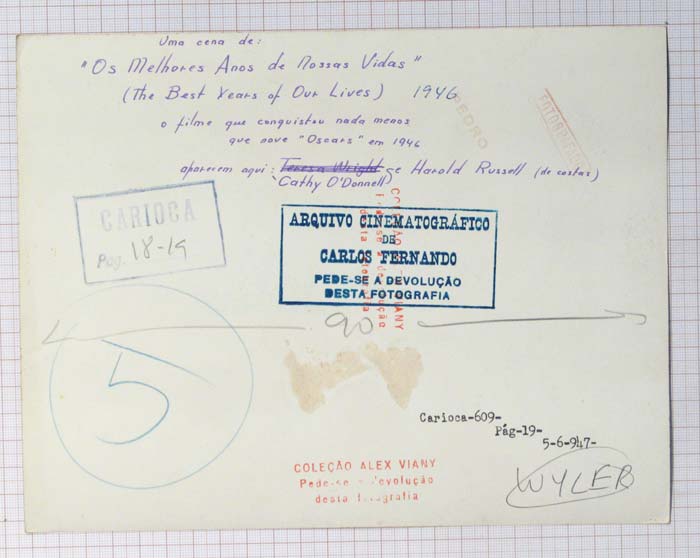 Uma cena de:
"Os Melhores Anos de Nossas Vidas"
(The Best Years of Our Lives) 1946
o filme que conquistou nada menos
que nove "Oscars" em 1946
aparecem aqui: Teresa Wright e Harold Russell (de costas)
Cathy O'Donnell
PEDRO
CARIOCA
Pag. 18-19
ARQUIVO CINEMATOGRÁFICO
DE
CARLOS FERNANDO
PEDE-SE A DEVOLUÇÃO
DESTA FOTOGRAFIA
COLEÇÃO VIANY
90
5
Carioca-609-
Pág-19-
5-6-947-
COLEÇÃO ALEX VIANY
Pede-se devolução
desta fotografia
WYLER